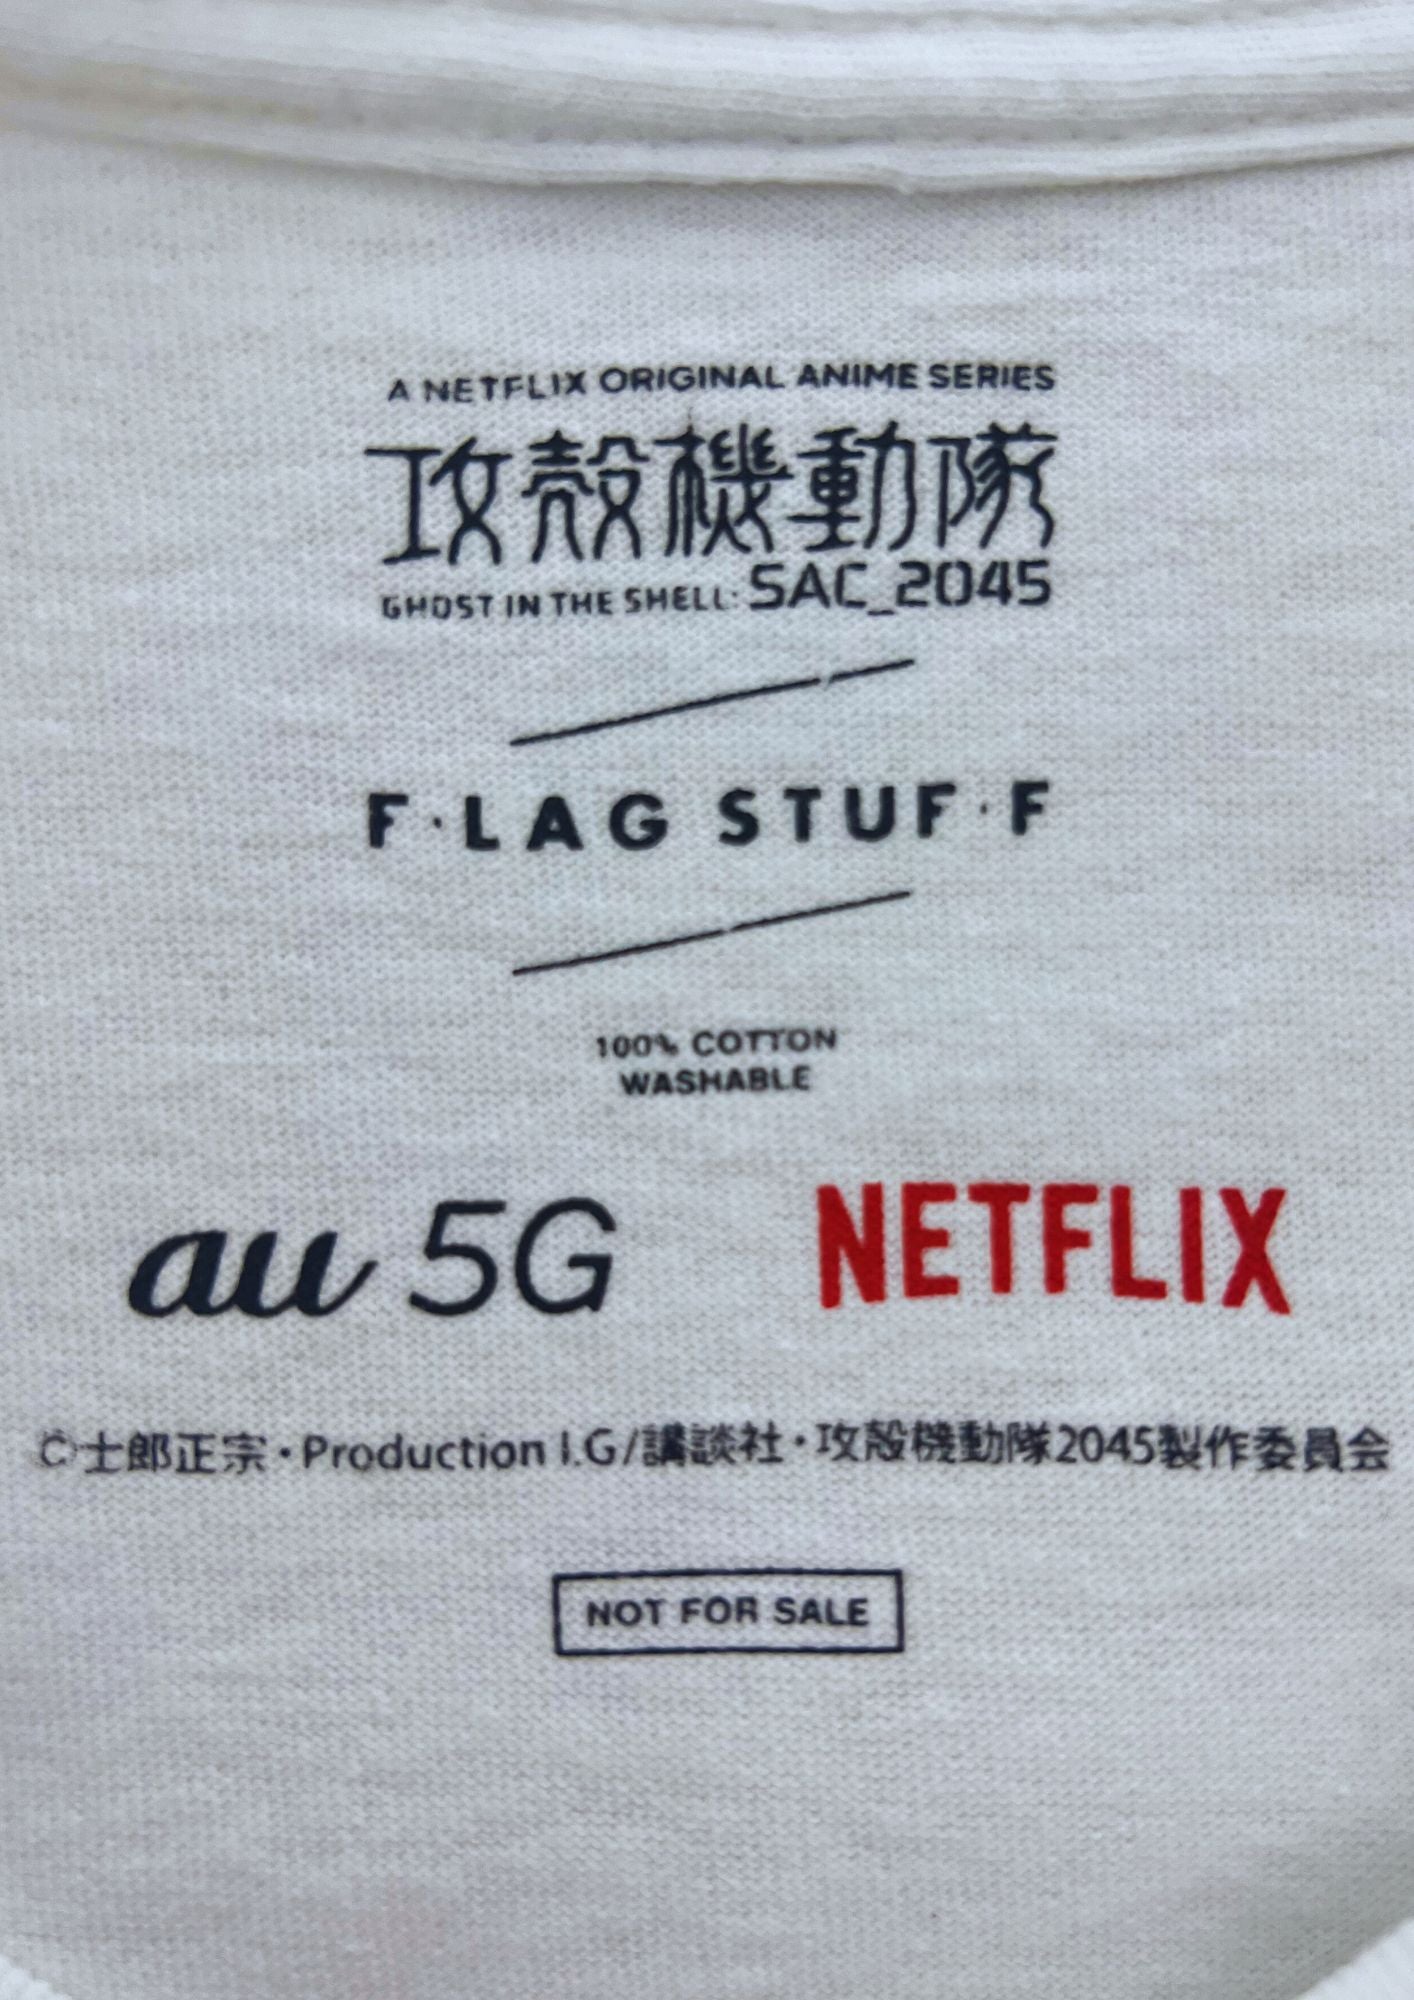 A NETFLIX ORIGINAL ANIME SERIES
攻殻機動隊
GHOST IN THE SHELL: SAC_2045
F·LAG STUF·F
100% COTTON
WASHABLE
au 5G
NETFLIX
©士郎正宗・Production I.G/講談社・攻殻機動隊2045製作委員会
NOT FOR SALE